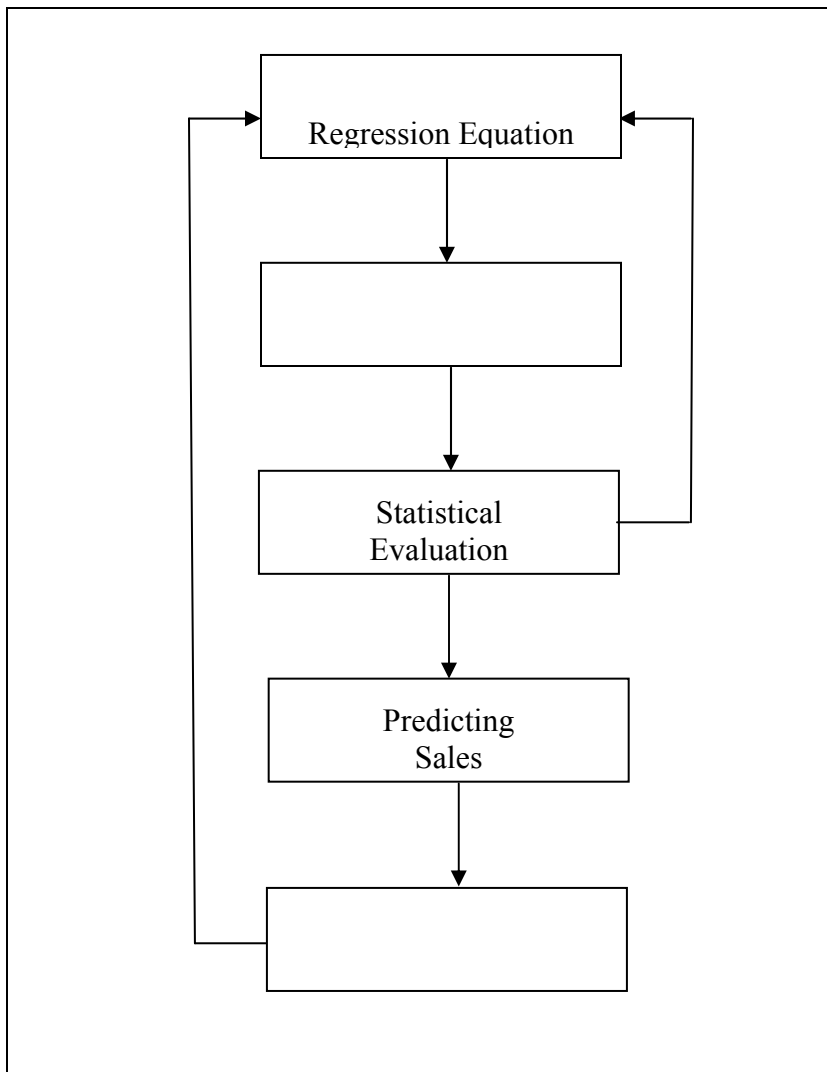 Regression Equation
Statistical
Evaluation
Predicting
Sales